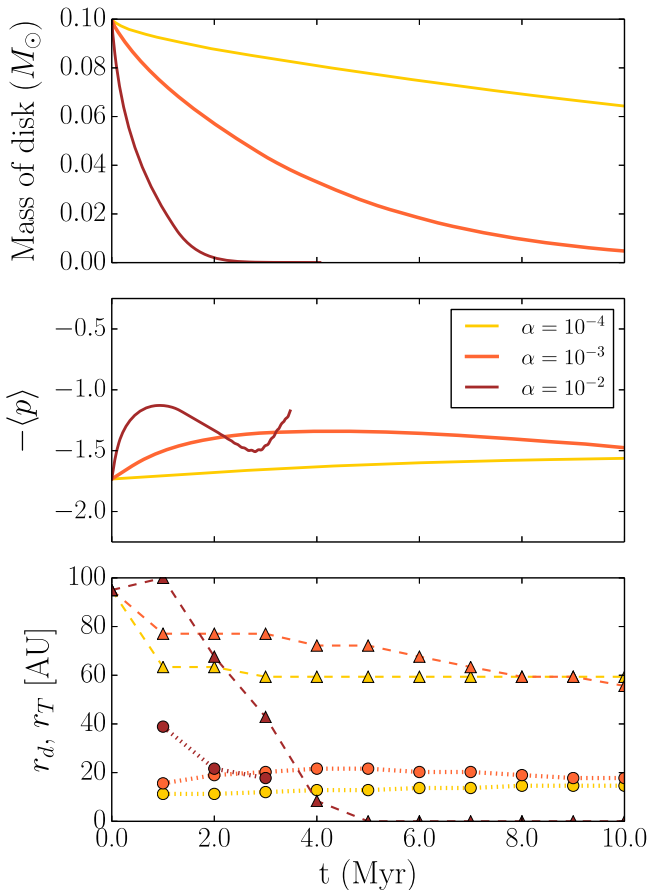 0.10
0.08
0.06
0.04
0.02
0.00
Mass of disk (M⊙)
−0.5
−1.0
−1.5
−2.0
−⟨p⟩
α = 10⁻⁴
α = 10⁻³
α = 10⁻²
100
80
60
40
20
0
r_d, r_T [AU]
0.0 2.0 4.0 6.0 8.0 10.0
t (Myr)